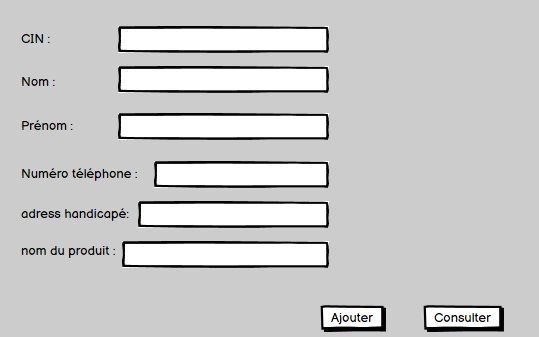 CIN :
Nom :
Prénom :
Numéro téléphone :
adress handicapé:
nom du produit :
Ajouter Consulter